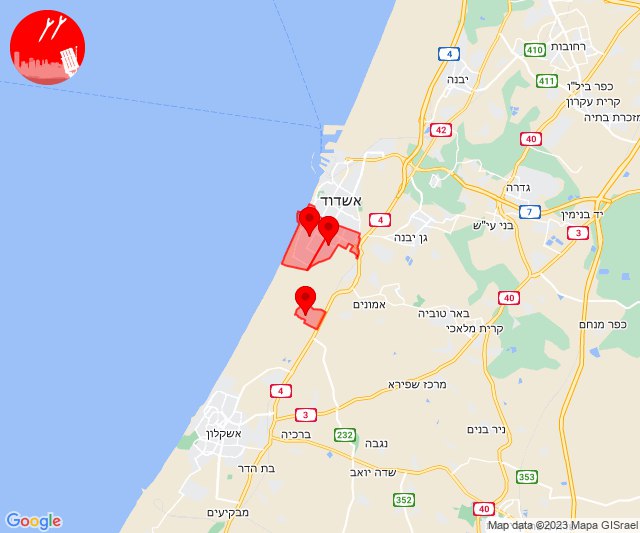 410
רחובות
4
יבנה
411
כפר ביל"ו
קרית עקרון
מזכרת בתיה
42
40
אשדוד
גדרה
4
7
יד בנימין
גן יבנה
בני עי"ש
3
אמונים
40
באר טוביה
קרית מלאכי
כפר מנחם
מרכז שפירא
4
3
אשקלון
ברכיה
232
נגבה
ניר בנים
בת הדר
שדה יואב
353
352
מבקיעים
40
Google
Map data ©2023 Mapa GISrael